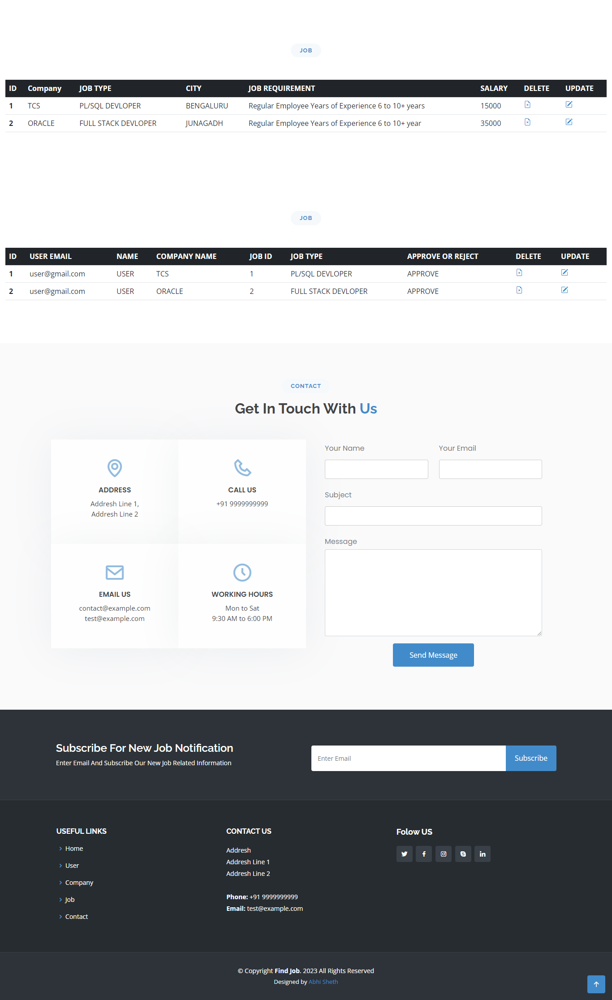 JOB
ID Company JOB TYPE CITY JOB REQUIREMENT SALARY DELETE UPDATE
1 TCS PL/SQL DEVLOPER BENGALURU Regular Employee Years of Experience 6 to 10+ years 15000
2 ORACLE FULL STACK DEVLOPER JUNAGADH Regular Employee Years of Experience 6 to 10+ year 35000
JOB
ID USER EMAIL NAME COMPANY NAME JOB ID JOB TYPE APPROVE OR REJECT DELETE UPDATE
1 user@gmail.com USER TCS 1 PL/SQL DEVLOPER APPROVE
2 user@gmail.com USER ORACLE 2 FULL STACK DEVLOPER APPROVE
CONTACT
Get In Touch With Us
ADDRESS
Addresh Line 1,
Addresh Line 2
CALL US
+91 9999999999
EMAIL US
contact@example.com
test@example.com
WORKING HOURS
Mon to Sat
9:30 AM to 6:00 PM
Your Name Your Email
Subject
Message
Send Message
Subscribe For New Job Notification
Enter Email And Subscribe Our New Job Related Information
Enter Email Subscribe
USEFUL LINKS
Home
User
Company
Job
Contact
CONTACT US
Addresh
Addresh Line 1
Addresh Line 2
Phone: +91 9999999999
Email: test@example.com
Folow US
© Copyright Find Job. 2023 All Rights Reserved
Designed by Abhi Sheth